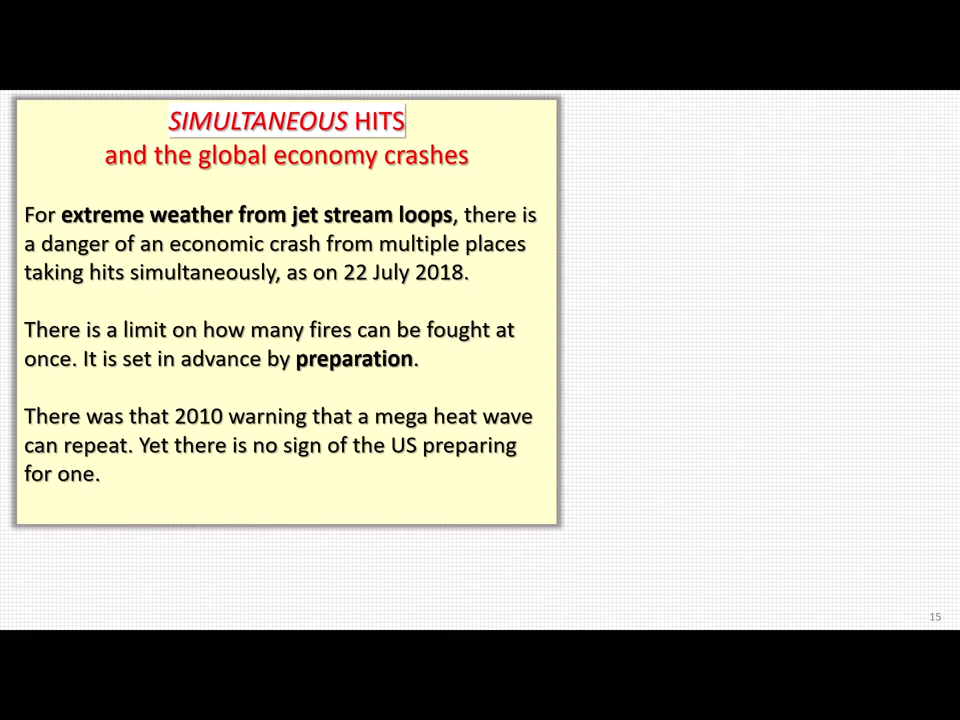 SIMULTANEOUS HITS
and the global economy crashes
For extreme weather from jet stream loops, there is
a danger of an economic crash from multiple places
taking hits simultaneously, as on 22 July 2018.
There is a limit on how many fires can be fought at
once. It is set in advance by preparation.
There was that 2010 warning that a mega heat wave
can repeat. Yet there is no sign of the US preparing
for one.
15